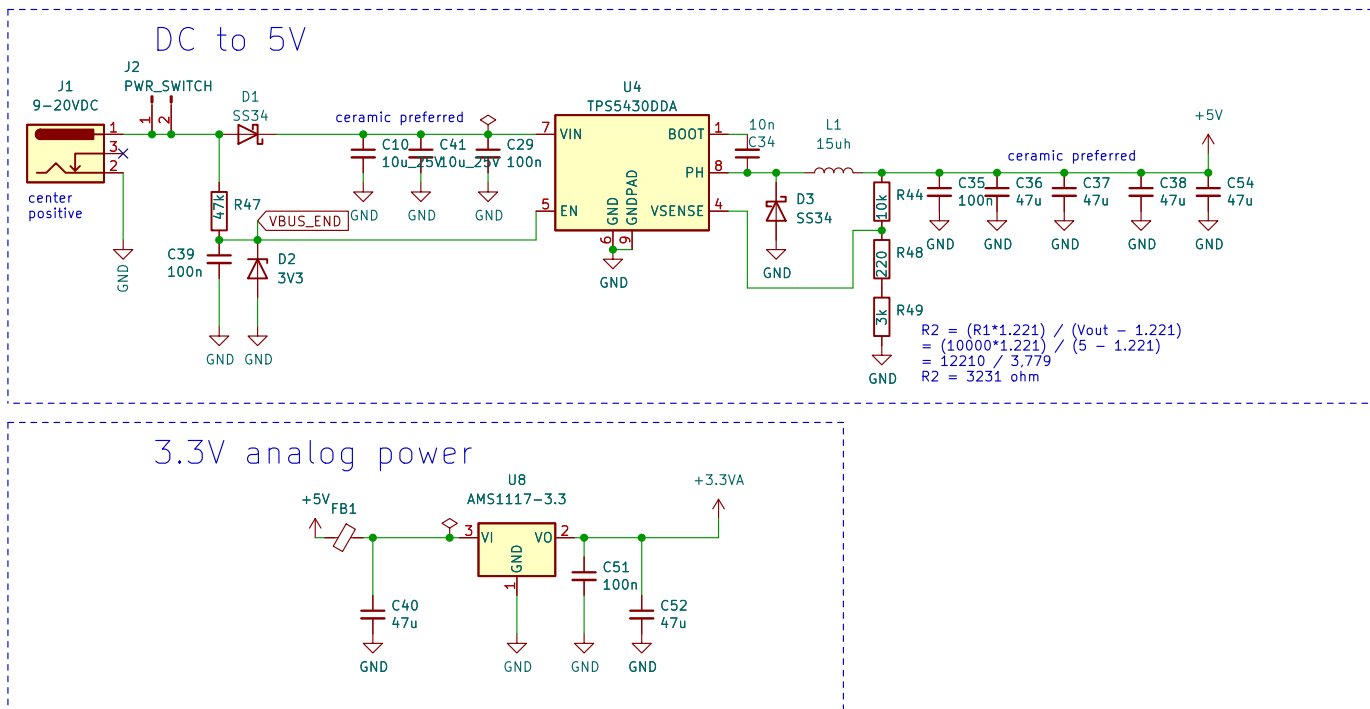 DC to 5V
J1
9-20VDC
1
3
2
center
positive
GND
J2
PWR_SWITCH
1
2
D1
SS34
47k
R47
VBUS_END
C39
100n
GND
D2
3V3
GND
ceramic preferred
C10
10u_25V
GND
C41
10u_25V
GND
C29
100n
GND
U4
TPS5430DDA
7
VIN
5
EN
BOOT
1
PH
8
VSENSE
4
GND
6
GNDPAD
9
GND
10n
C34
L1
15uh
D3
SS34
GND
10k
R44
220
R48
3k
R49
GND
ceramic preferred
C35
100n
GND
C36
47u
GND
C37
47u
GND
C38
47u
GND
C54
47u
GND
+5V
R2 = (R1*1.221) / (Vout - 1.221)
= (10000*1.221) / (5 - 1.221)
= 12210 / 3,779
R2 = 3231 ohm
3.3V analog power
+5V
FB1
C40
47u
GND
U8
AMS1117-3.3
3
VI
VO
2
GND
1
GND
C51
100n
GND
C52
47u
GND
+3.3VA